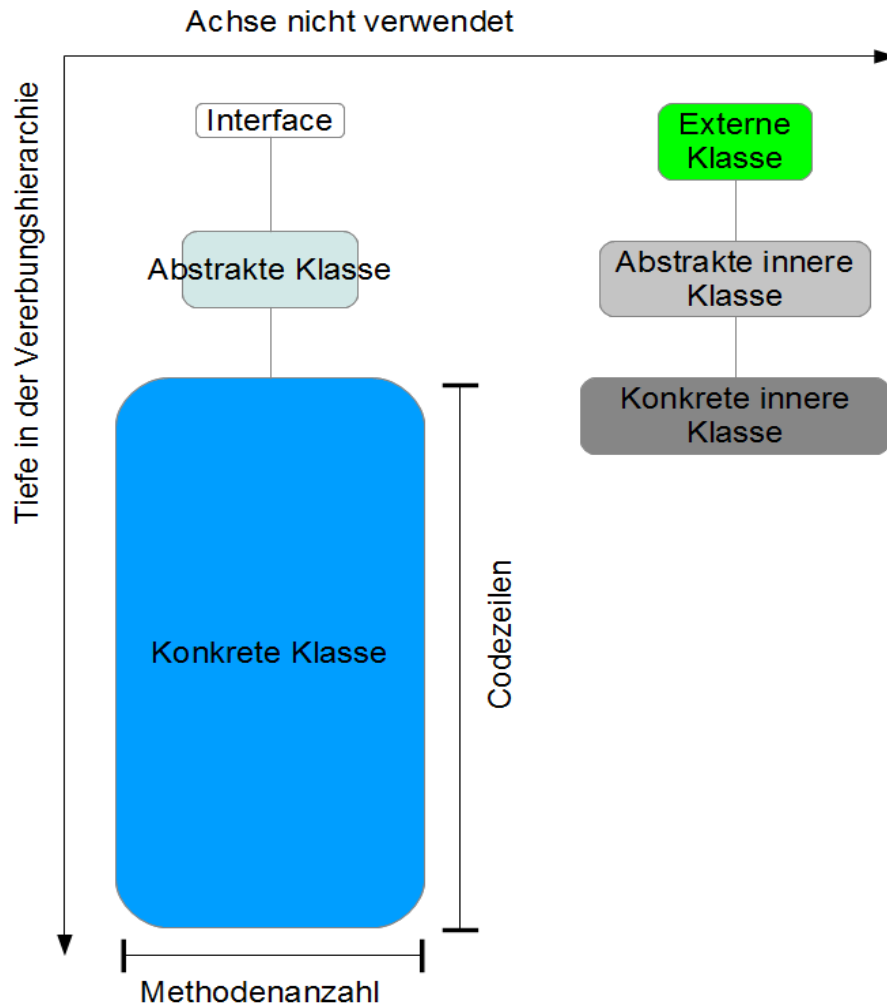 Achse nicht verwendet
Tiefe in der Vererbungshierarchie
Interface
Externe
Klasse
Abstrakte Klasse
Abstrakte innere
Klasse
Konkrete innere
Klasse
Konkrete Klasse
Codezeilen
Methodenanzahl